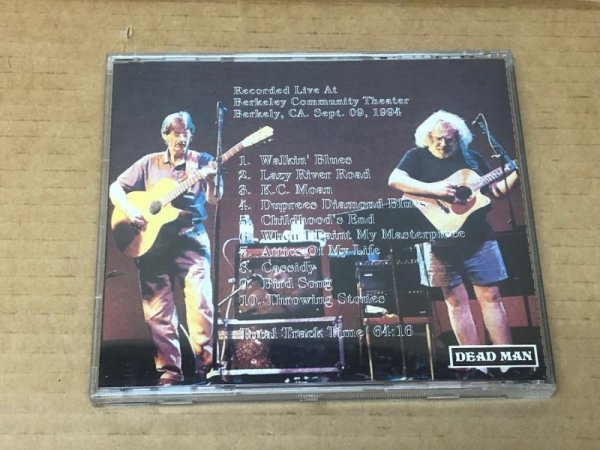 Recorded Live At
Berkeley Community Theater
Berkely, CA. Sept. 09, 1994
1. Walkin' Blues
2. Lazy River Road
3. K.C. Moan
4. Duprees Diamond Blues
5. Childhood's End
6. When I Paint My Masterpiece
7. Attics Of My Life
8. Cassidy
9. Bird Song
10. Throwing Stones
Total Track Time: 64:16
DEAD MAN